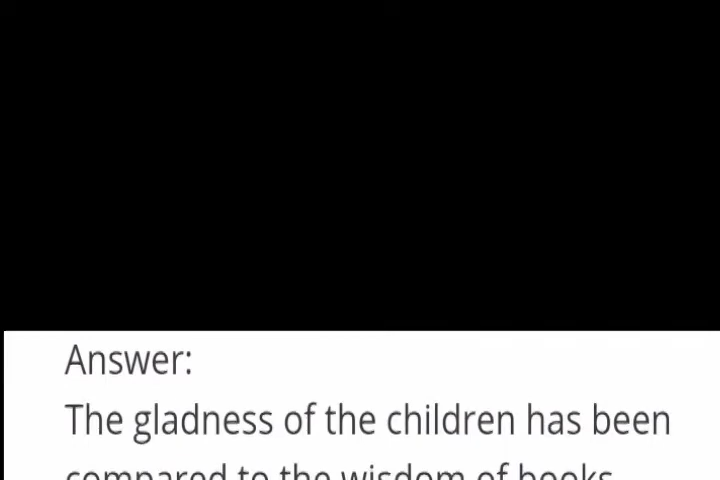 Answer:
The gladness of the children has been
compared to the wisdom of books